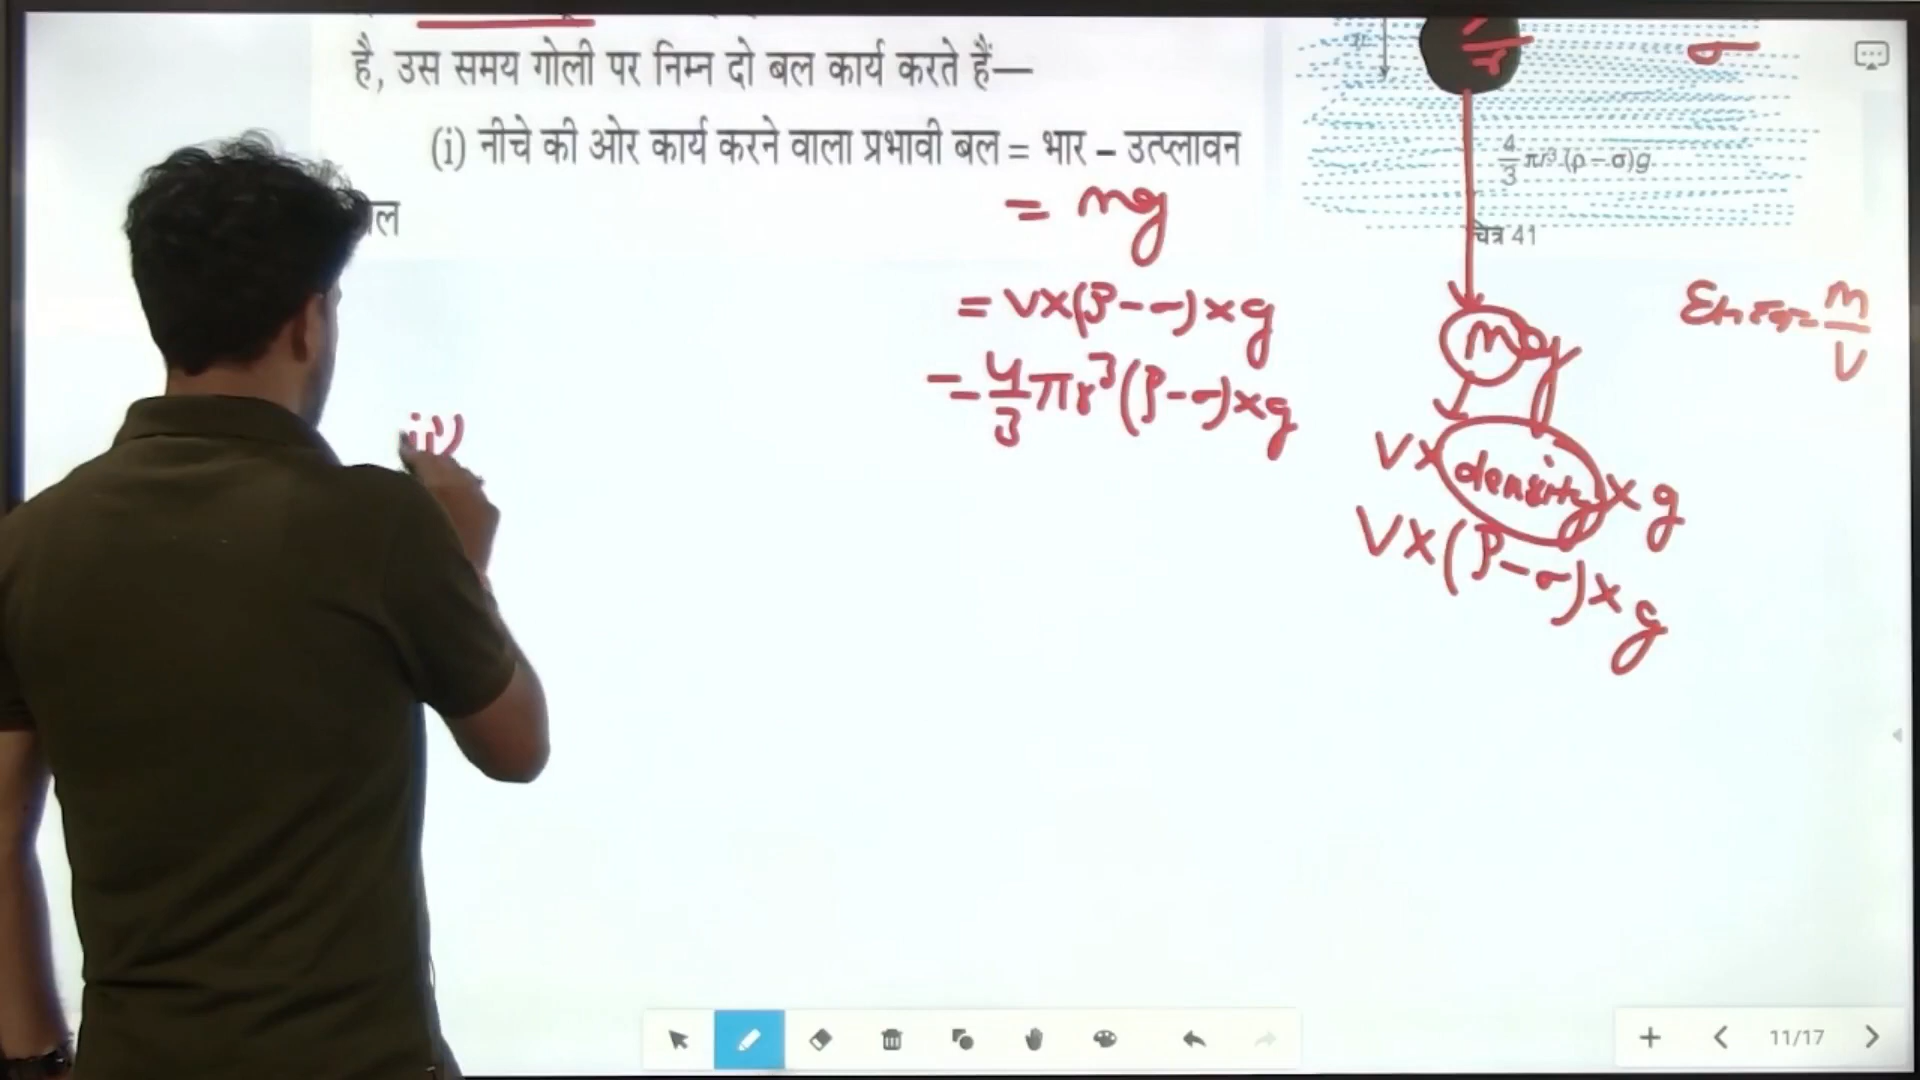 है, उस समय गोली पर निम्न दो बल कार्य करते हैं—
(i) नीचे की ओर कार्य करने वाला प्रभावी बल = भार – उत्प्लावन
= mg
= V×(ρ-σ)×g
= 4/3 πr³(ρ-σ)×g
ii)
r
σ
4/3 πr³(ρ–σ)g
चित्र 41
mg
= m/V
V× density × g
V×(ρ-σ)×g
11/17